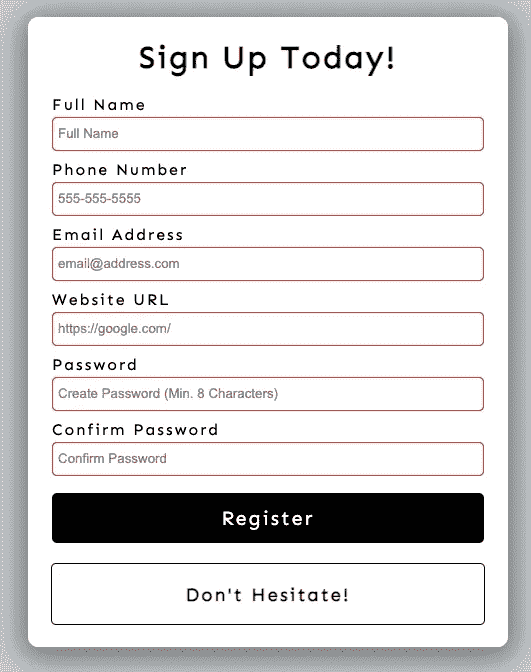 Sign Up Today!
Full Name
Full Name
Phone Number
555-555-5555
Email Address
email@address.com
Website URL
https://google.com/
Password
Create Password (Min. 8 Characters)
Confirm Password
Confirm Password
Register
Don't Hesitate!